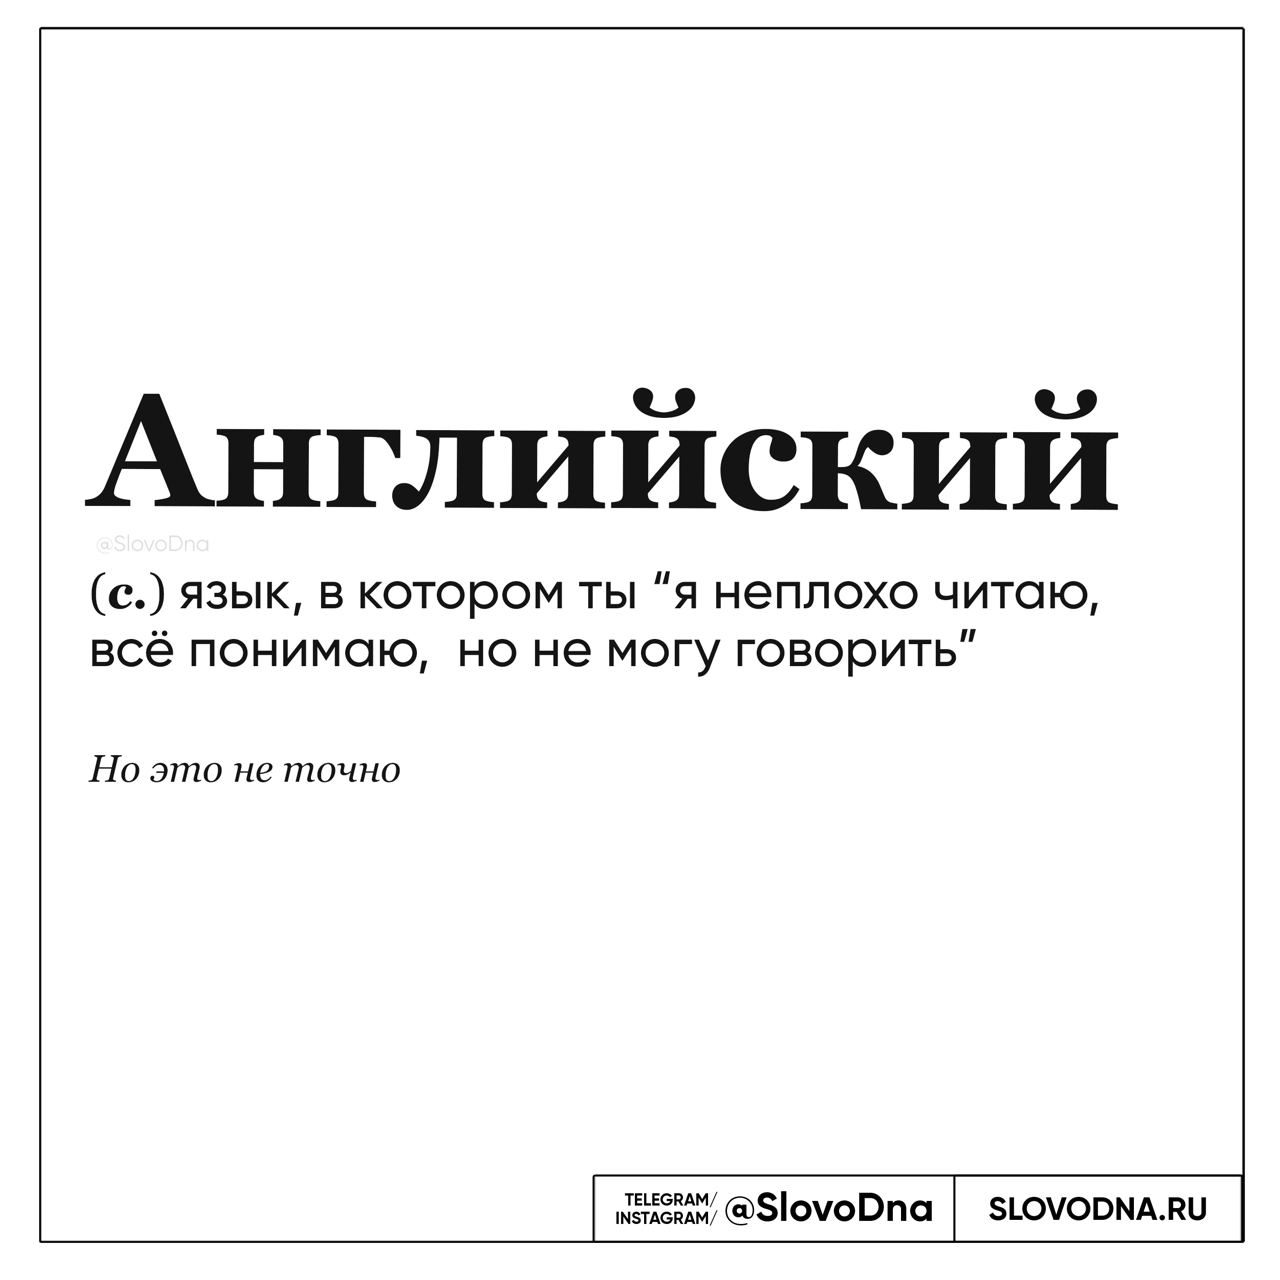 Английский
@SlovoDna
(с.) язык, в котором ты “я неплохо читаю,
всё понимаю,  но не могу говорить”
Но это не точно
TELEGRAM/
INSTAGRAM/
@SlovoDna
SLOVODNA.RU